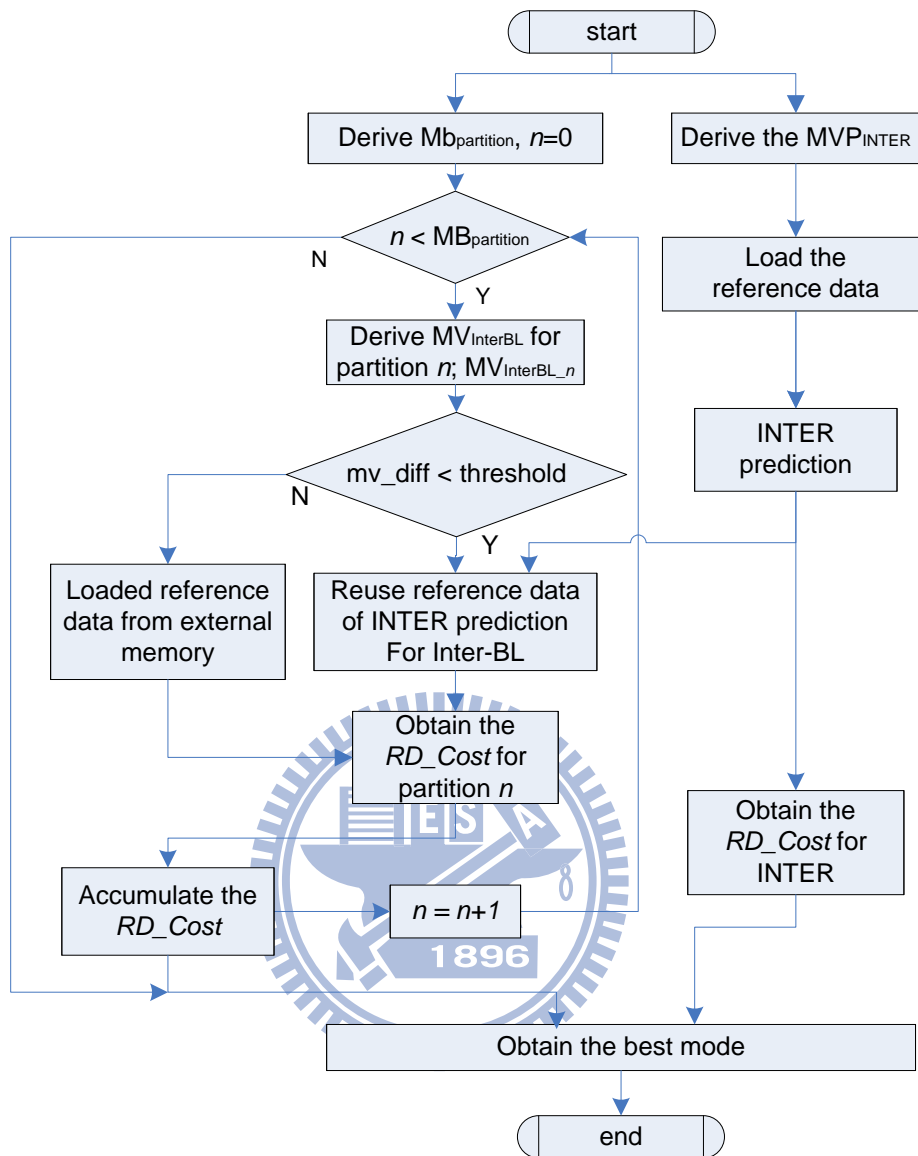 start
Derive Mbpartition, n=0
Derive the MVPINTER
n < MBpartition
N
Y
Load the
reference data
Derive MVInterBL for
partition n; MVInterBL_n
INTER
prediction
mv_diff < threshold
N
Y
Loaded reference
data from external
memory
Reuse reference data
of INTER prediction
For Inter-BL
Obtain the
RD_Cost for
partition n
E S A
Obtain the
RD_Cost for
INTER
Accumulate the
RD_Cost
n = n+1
1896
Obtain the best mode
end